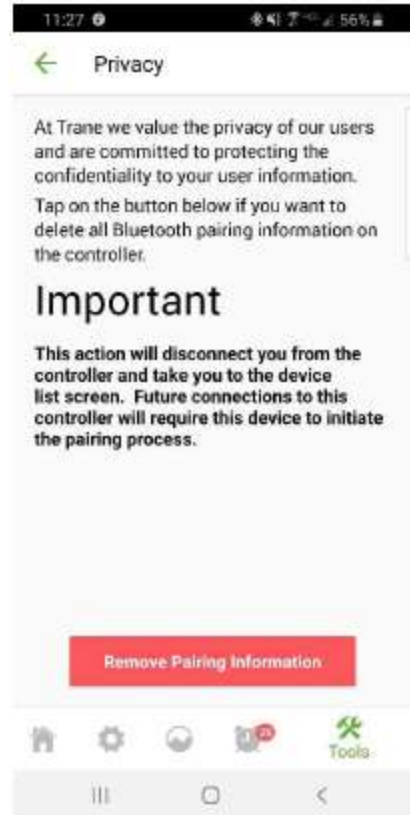 11:27
56%
Privacy
At Trane we value the privacy of our users
and are committed to protecting the
confidentiality to your user information.
Tap on the button below if you want to
delete all Bluetooth pairing information on
the controller.
Important
This action will disconnect you from the
controller and take you to the device
list screen. Future connections to this
controller will require this device to initiate
the pairing process.
Remove Pairing Information
Tools